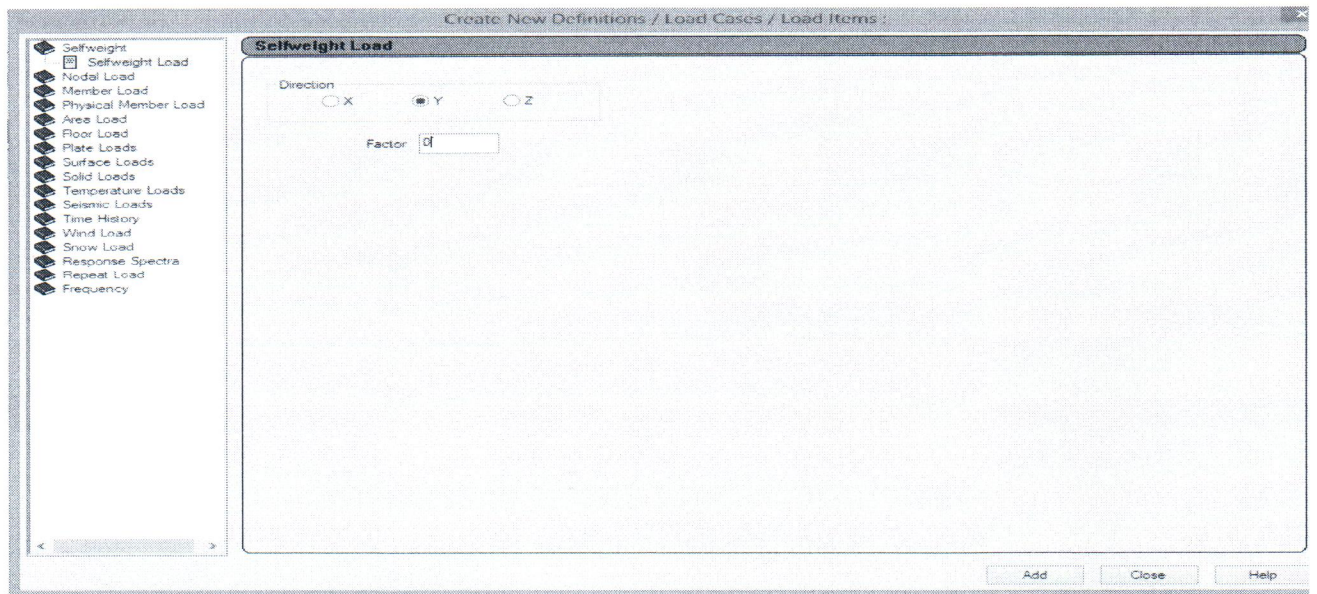 Create New Definitions / Load Cases / Load Items :
Selfweight
Selfweight Load
Nodal Load
Member Load
Physical Member Load
Area Load
Floor Load
Plate Loads
Surface Loads
Solid Loads
Temperature Loads
Seismic Loads
Time History
Wind Load
Snow Load
Response Spectra
Repeat Load
Frequency
Selfweight Load
Direction
X Y Z
Factor 0
Add Close Help